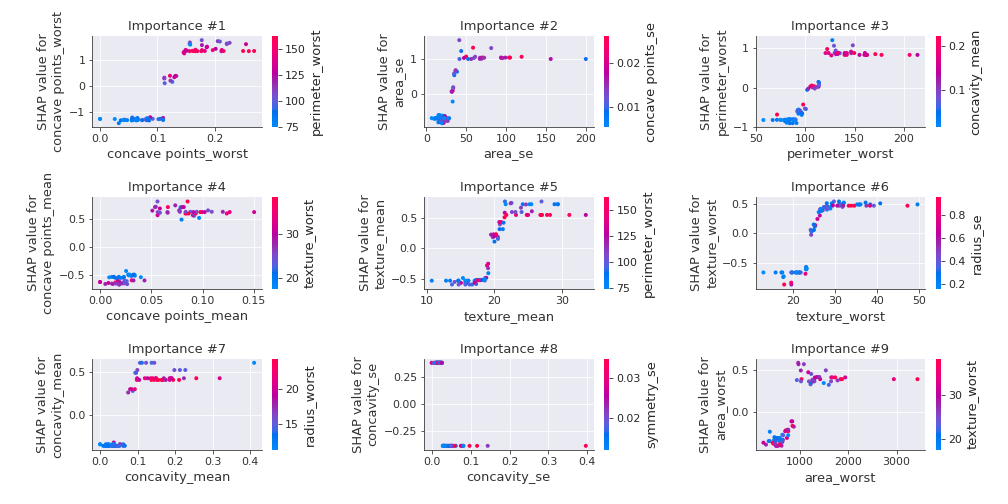 Importance #1
SHAP value for
concave points_worst
1
0
−1
0.0
0.1
0.2
concave points_worst
150
125
100
75
perimeter_worst
Importance #2
SHAP value for
area_se
1
0
0
50
100
150
200
area_se
0.02
0.01
concave points_se
Importance #3
SHAP value for
perimeter_worst
1
0
−1
50
100
150
200
perimeter_worst
0.2
0.1
concavity_mean
Importance #4
SHAP value for
concave points_mean
0.5
0.0
−0.5
0.00
0.05
0.10
0.15
concave points_mean
30
20
texture_worst
Importance #5
SHAP value for
texture_mean
0.5
0.0
−0.5
10
20
30
texture_mean
150
125
100
75
perimeter_worst
Importance #6
SHAP value for
texture_worst
0.5
0.0
−0.5
20
30
40
50
texture_worst
0.8
0.6
0.4
0.2
radius_se
Importance #7
SHAP value for
concavity_mean
0.5
0.0
0.0
0.1
0.2
0.3
0.4
concavity_mean
20
15
radius_worst
Importance #8
SHAP value for
concavity_se
0.25
0.00
−0.25
0.0
0.2
0.4
concavity_se
0.03
0.02
symmetry_se
Importance #9
SHAP value for
area_worst
0.5
0.0
1000
2000
3000
area_worst
30
20
texture_worst